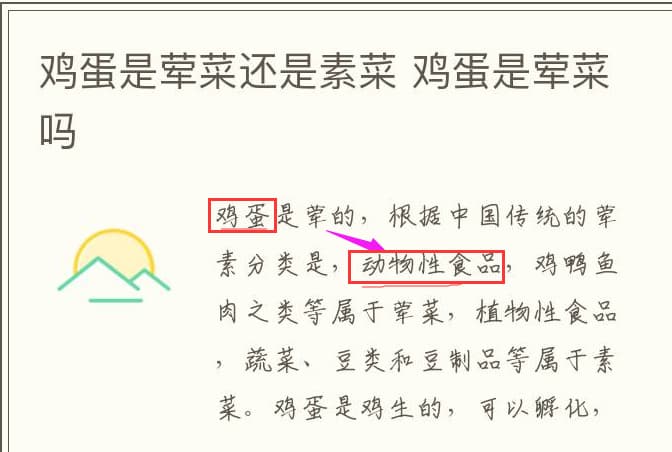 鸡蛋是荤菜还是素菜 鸡蛋是荤菜
吗
鸡蛋是荤的，根据中国传统的荤
素分类是，动物性食品，鸡鸭鱼
肉之类等属于荤菜，植物性食品
，蔬菜、豆类和豆制品等属于素
菜。鸡蛋是鸡生的，可以孵化，